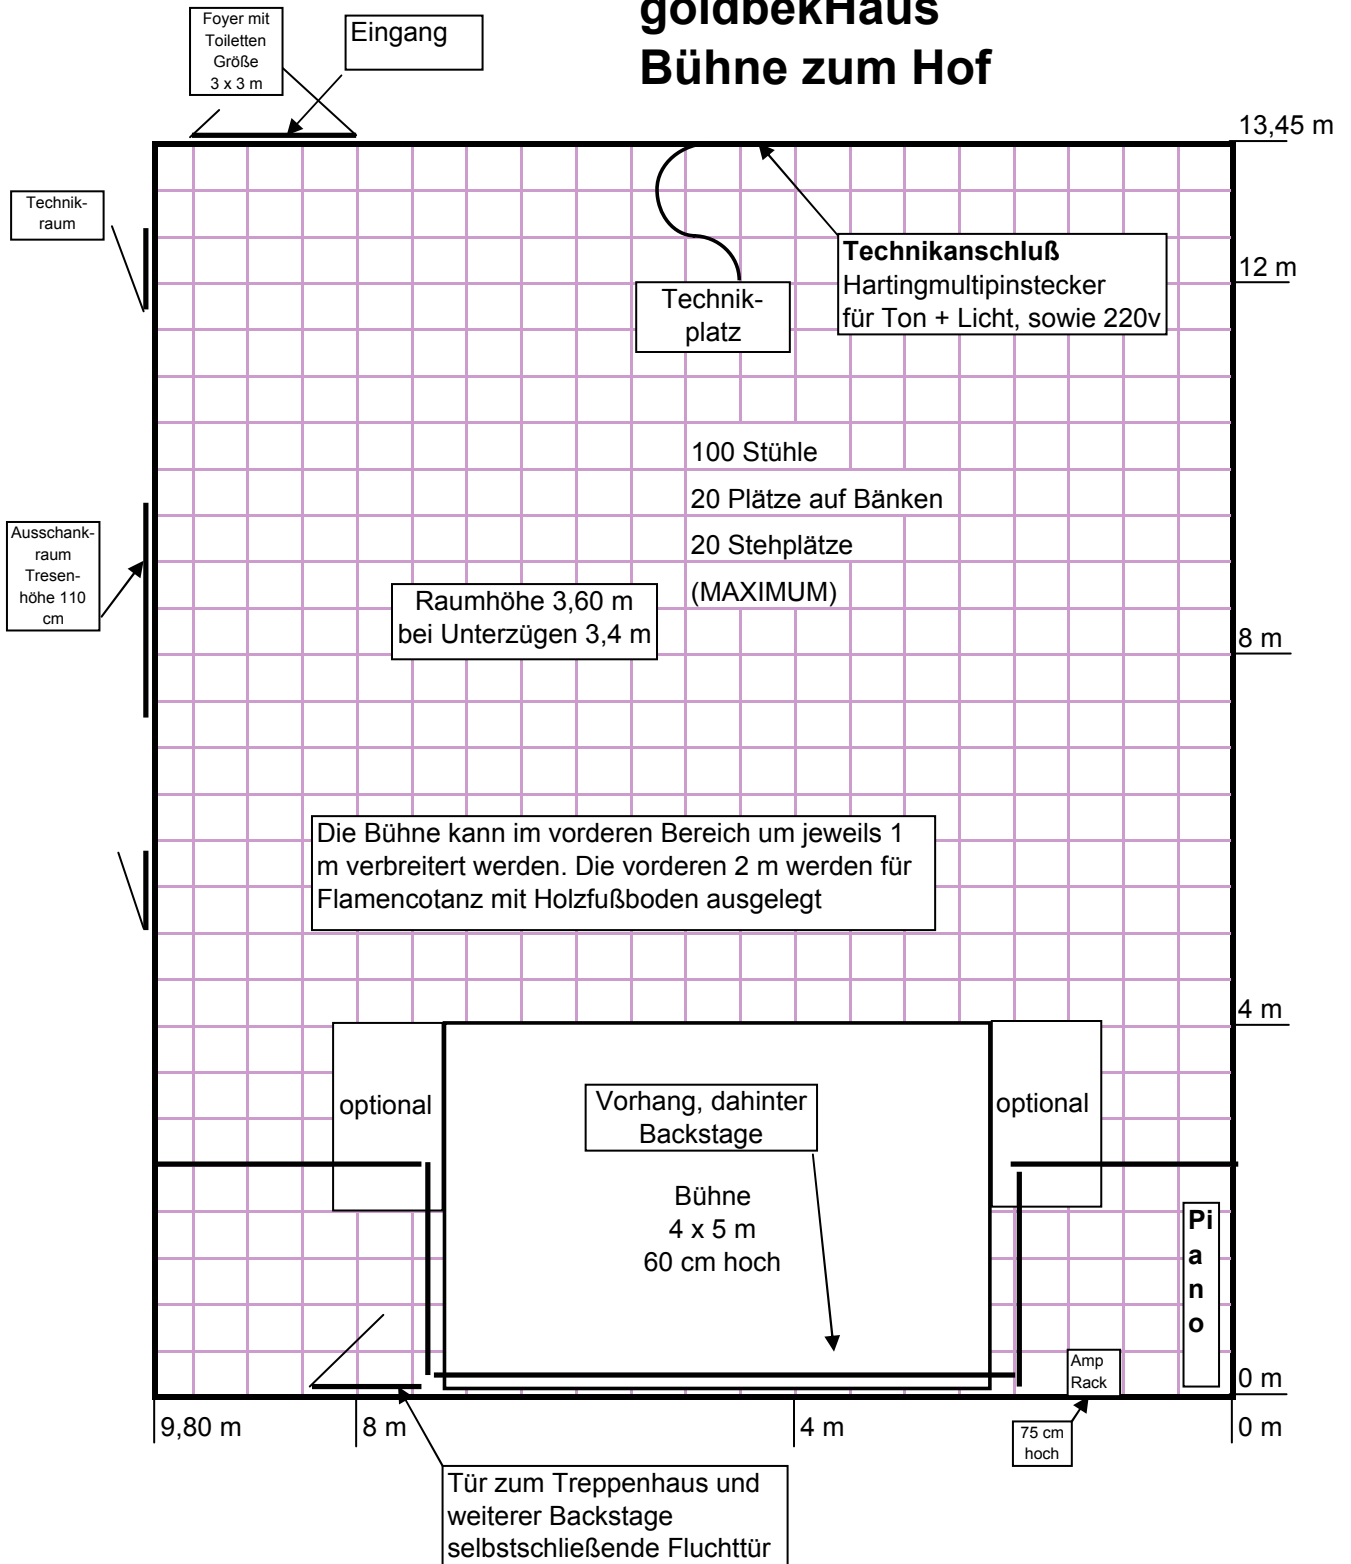 goldbekHaus
Bühne zum Hof
Foyer mit
Toiletten
Größe
3 x 3 m
Eingang
13,45 m
Technik-
raum
Technikanschluß
Hartingmultipinstecker
für Ton + Licht, sowie 220v
12 m
Technik-
platz
100 Stühle
20 Plätze auf Bänken
20 Stehplätze
(MAXIMUM)
Ausschank-
raum
Tresen-
höhe 110
cm
Raumhöhe 3,60 m
bei Unterzügen 3,4 m
8 m
Die Bühne kann im vorderen Bereich um jeweils 1
m verbreitert werden. Die vorderen 2 m werden für
Flamencotanz mit Holzfußboden ausgelegt
4 m
optional
Vorhang, dahinter
Backstage
optional
Bühne
4 x 5 m
60 cm hoch
Pi
a
n
o
Amp
Rack
0 m
9,80 m
8 m
4 m
75 cm
hoch
0 m
Tür zum Treppenhaus und
weiterer Backstage
selbstschließende Fluchttür